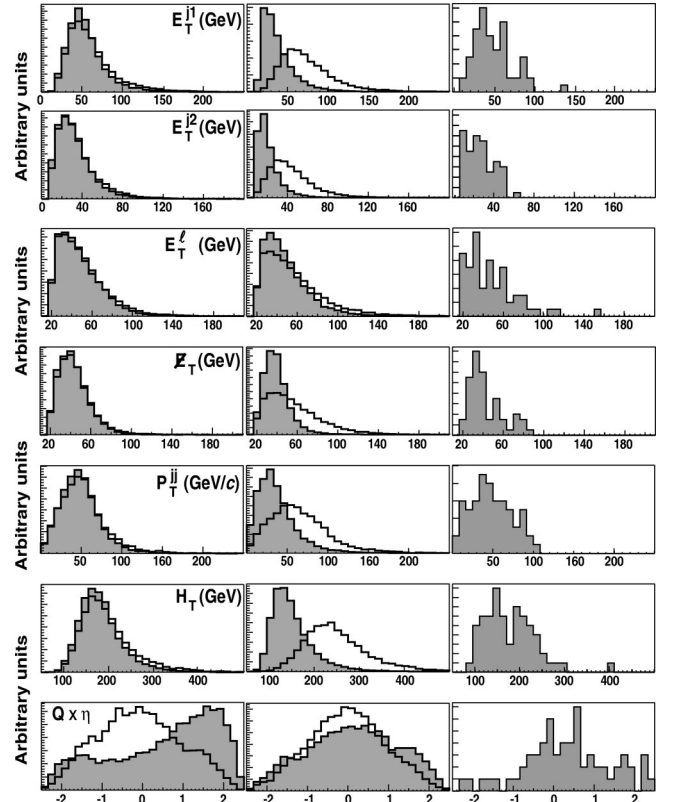 Arbitrary units
E_T^{j1} (GeV)
0 50 100 150 200
50 100 150 200
50 100 150 200
E_T^{j2} (GeV)
0 40 80 120 160
40 80 120 160
40 80 120 160
Arbitrary units
E_T^ℓ (GeV)
20 60 100 140 180
20 60 100 140 180
20 60 100 140 180
E̸_T (GeV)
20 60 100 140 180
20 60 100 140 180
20 60 100 140 180
Arbitrary units
P_T^{jj} (GeV/c)
50 100 150 200
50 100 150 200
50 100 150 200
Arbitrary units
H_T (GeV)
100 200 300 400
100 200 300 400
100 200 300 400
Q x η
-2 -1 0 1 2
-2 -1 0 1 2
-2 -1 0 1 2